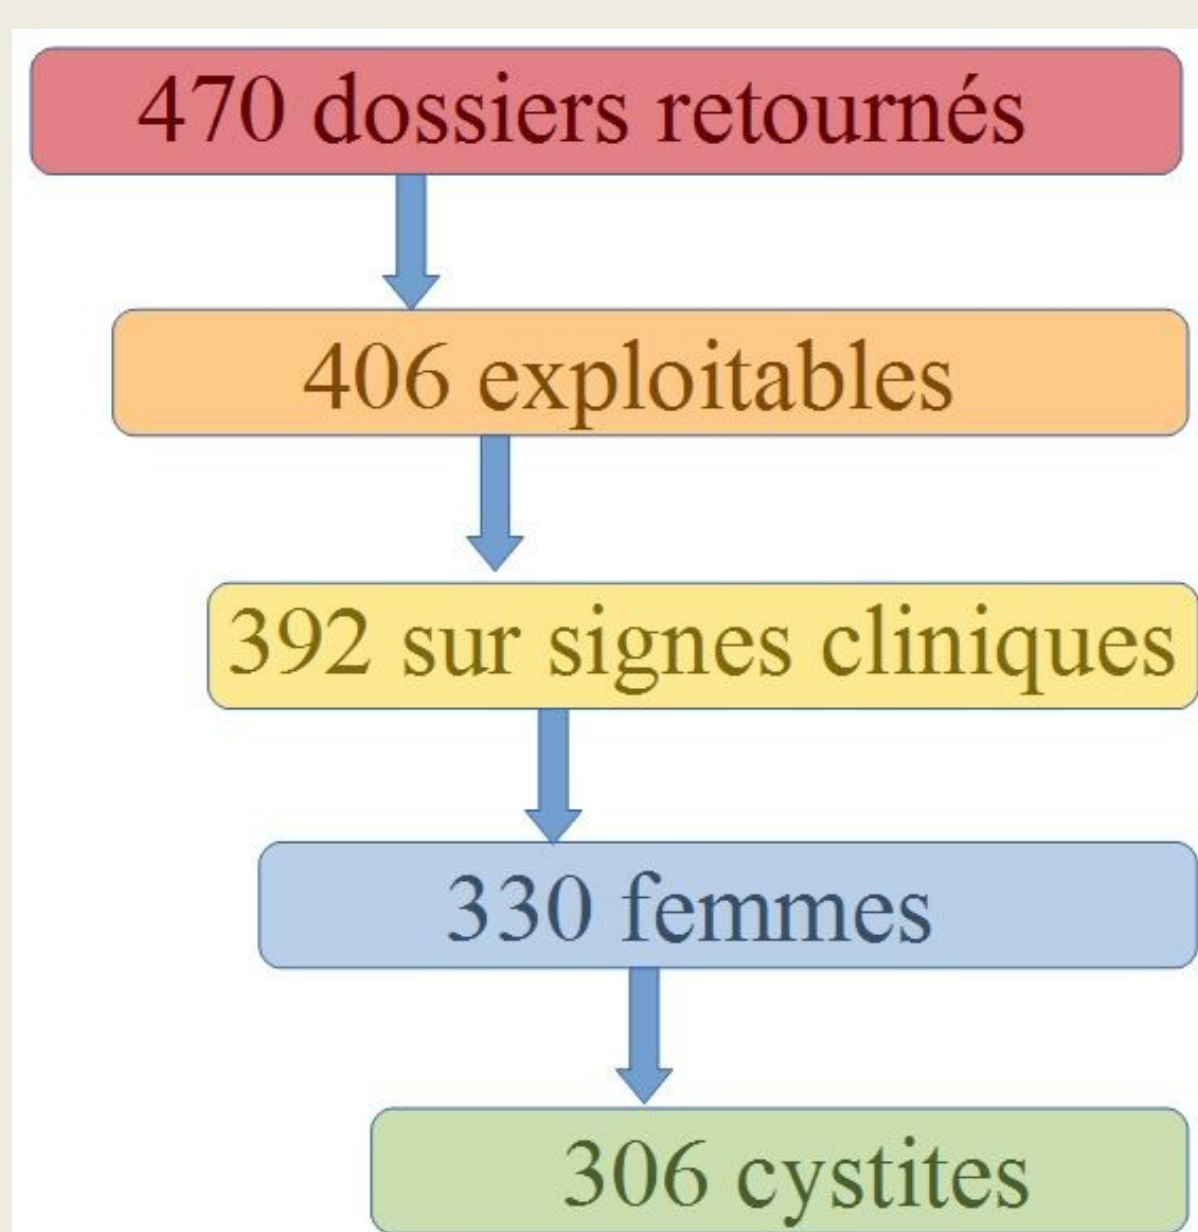 470 dossiers retournés
406 exploitables
392 sur signes cliniques
330 femmes
306 cystites